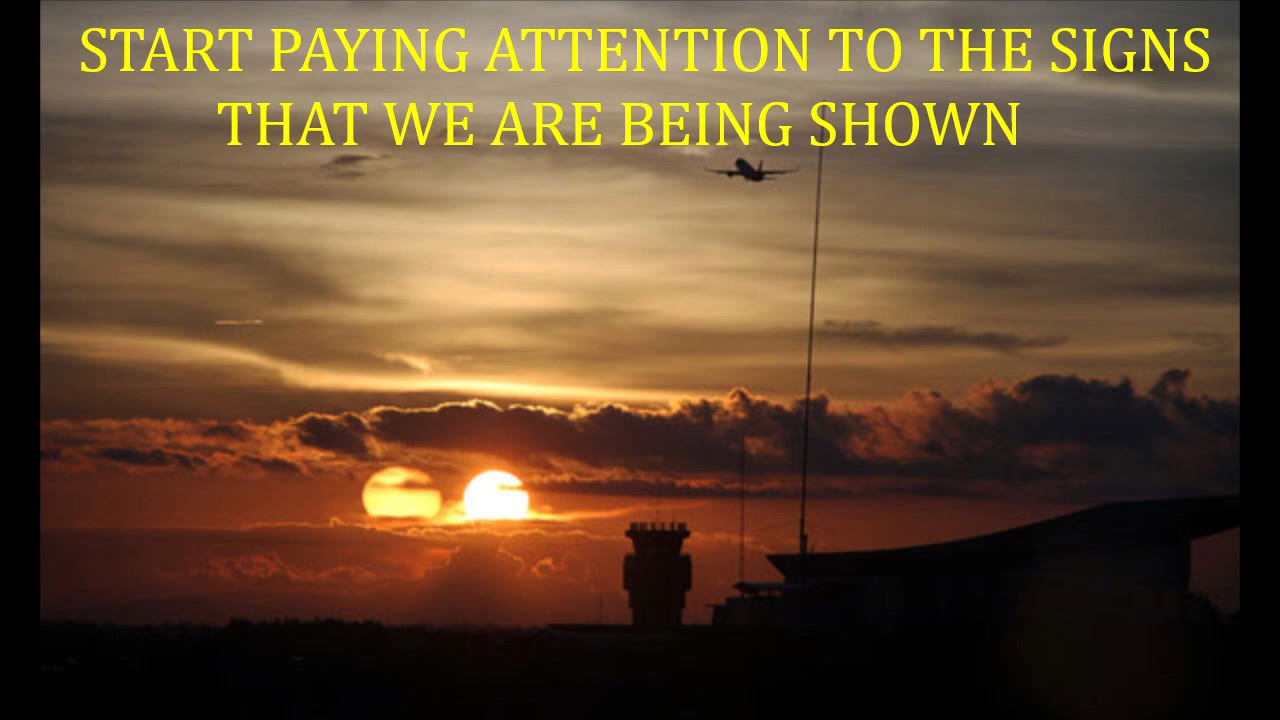 START PAYING ATTENTION TO THE SIGNS
THAT WE ARE BEING SHOWN